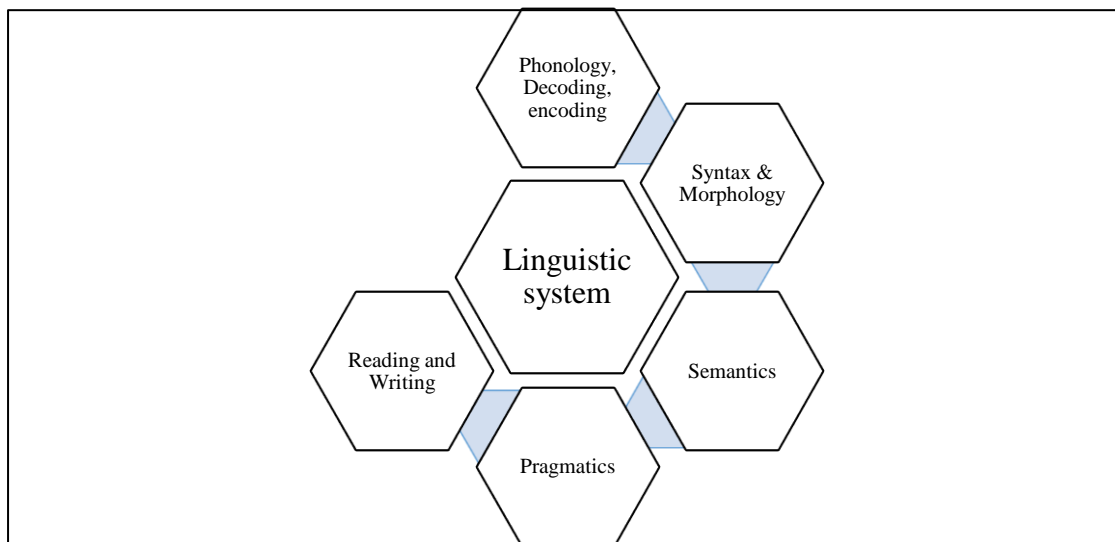 Phonology,
Decoding,
encoding
Syntax &
Morphology
Linguistic
system
Reading and
Writing
Semantics
Pragmatics